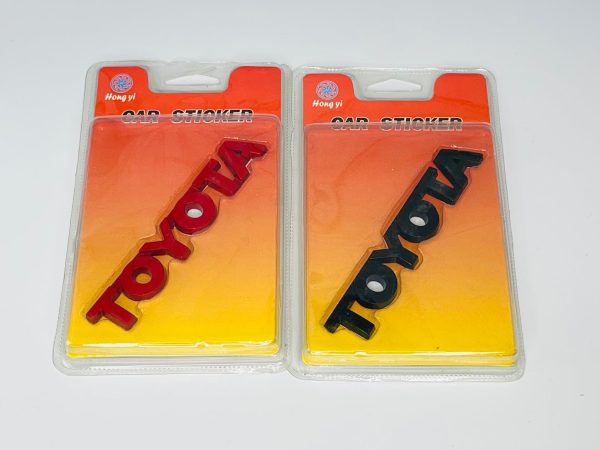 Hong yi
CAR STICKER
TOYOTA
Hong yi
CAR STICKER
TOYOTA